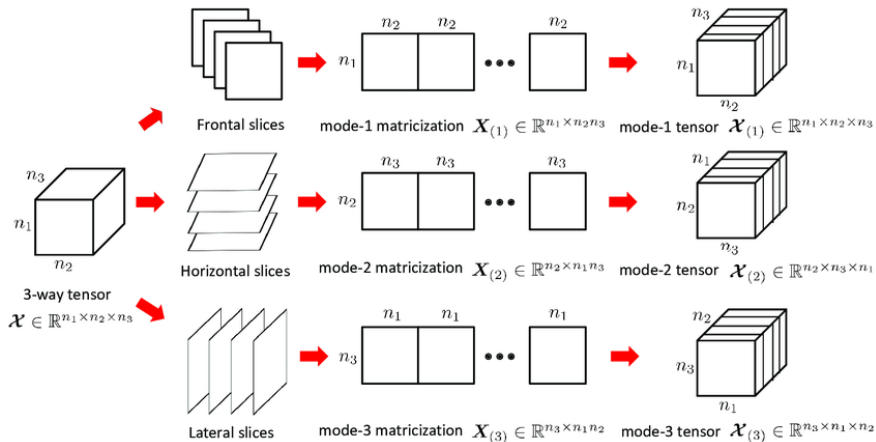 n₂ n₂ n₂
n₁
n₃
n₁
n₂
Frontal slices
mode-1 matricization X₍₁₎ ∈ ℝ^{n₁×n₂n₃}
mode-1 tensor 𝓧₍₁₎ ∈ ℝ^{n₁×n₂×n₃}
n₃
n₁
n₂
3-way tensor
𝓧 ∈ ℝ^{n₁×n₂×n₃}
n₃ n₃ n₃
n₂
n₁
n₂
n₃
Horizontal slices
mode-2 matricization X₍₂₎ ∈ ℝ^{n₂×n₁n₃}
mode-2 tensor 𝓧₍₂₎ ∈ ℝ^{n₂×n₃×n₁}
n₁ n₁ n₁
n₃
n₂
n₃
n₁
Lateral slices
mode-3 matricization X₍₃₎ ∈ ℝ^{n₃×n₁n₂}
mode-3 tensor 𝓧₍₃₎ ∈ ℝ^{n₃×n₁×n₂}